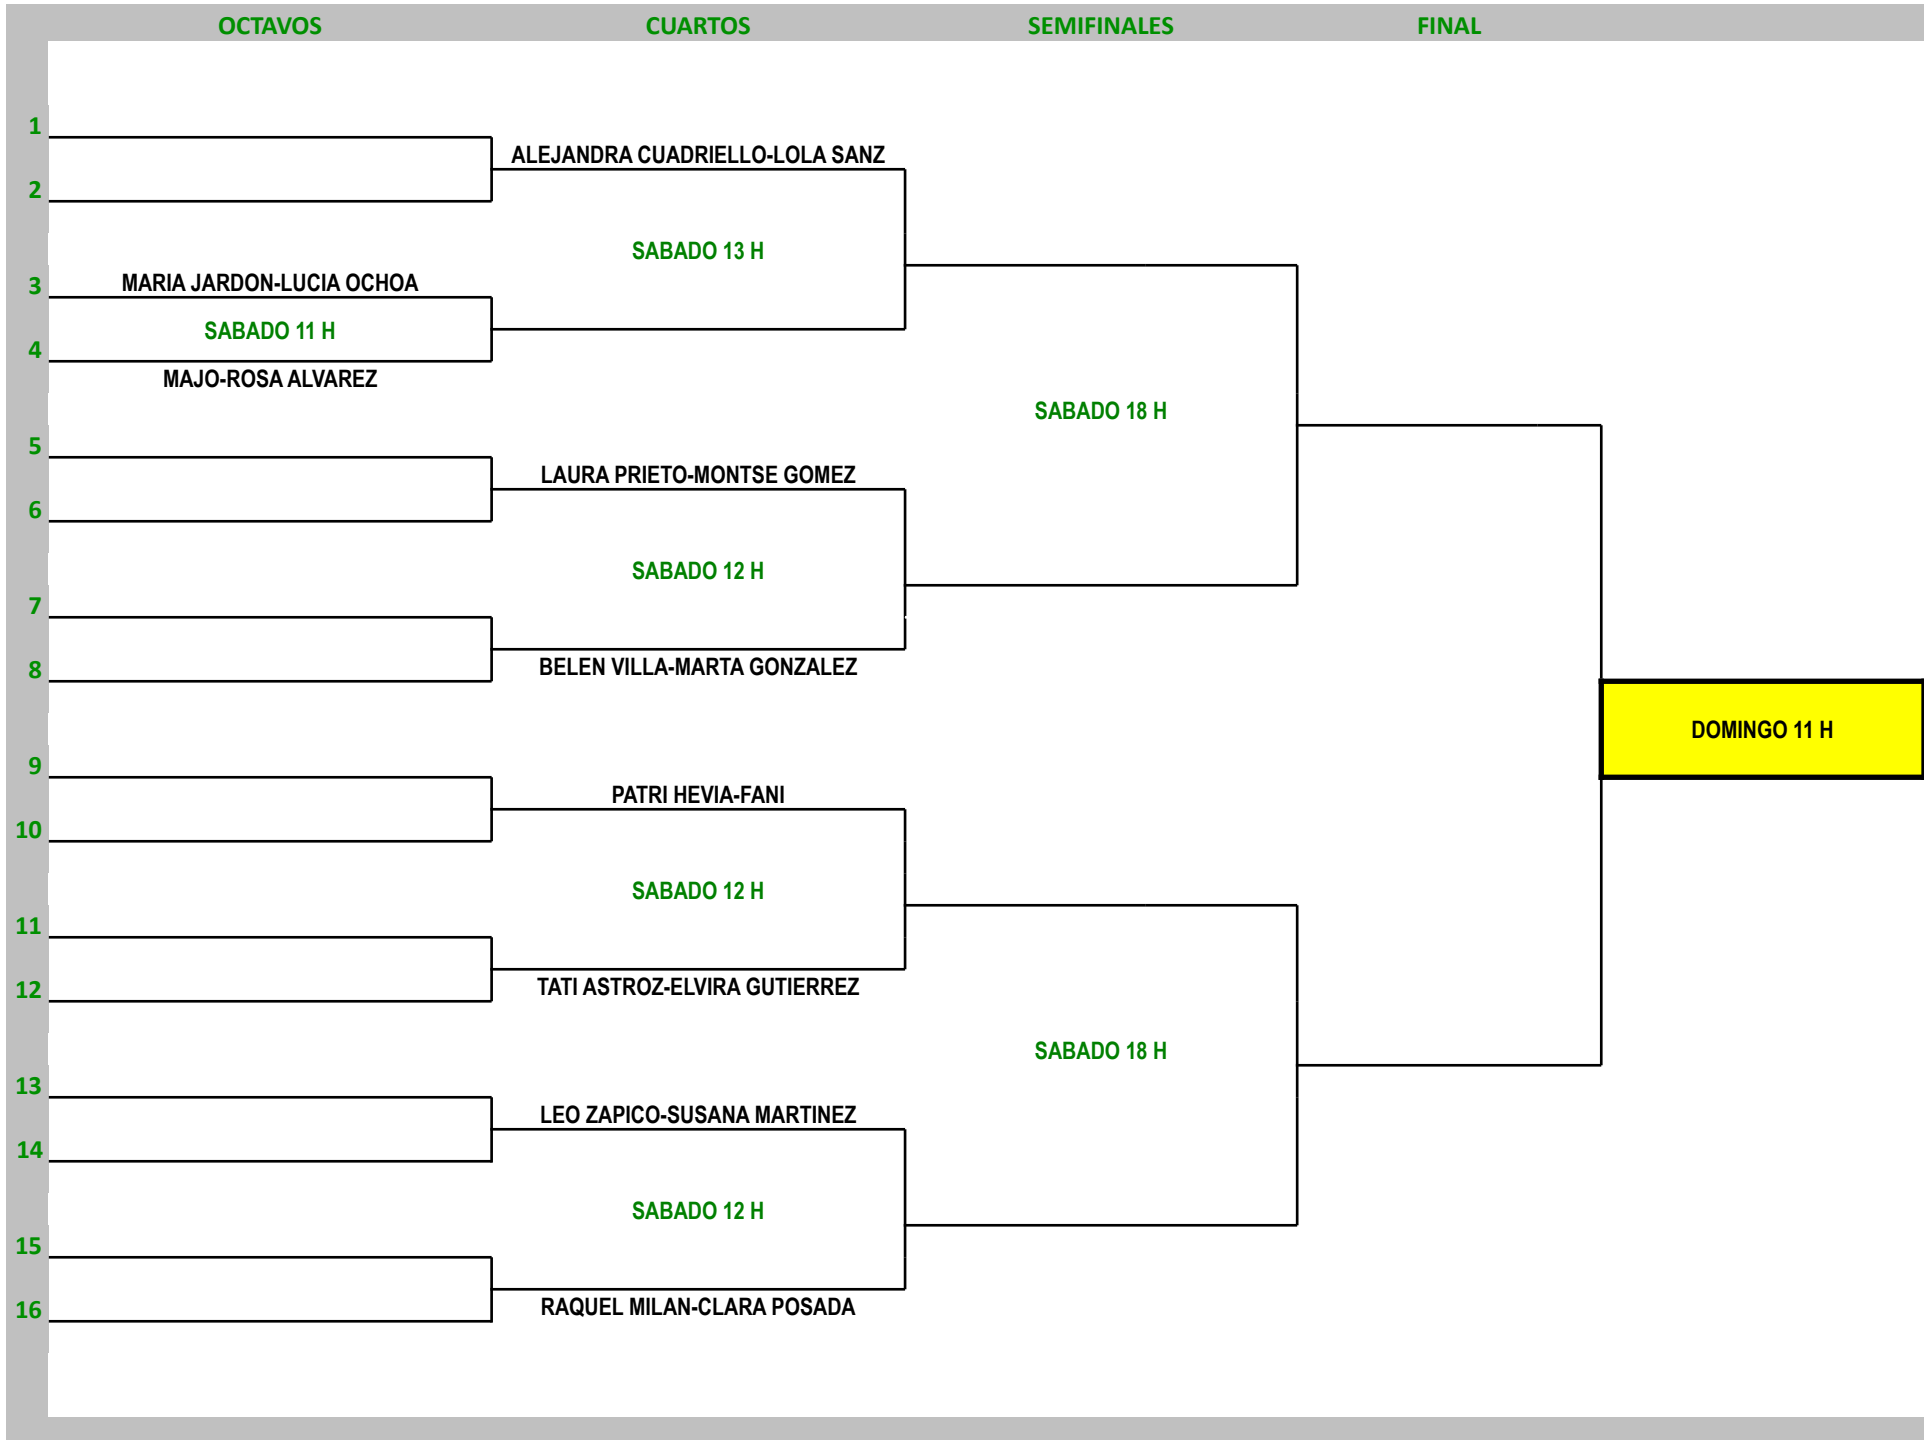 OCTAVOS CUARTOS SEMIFINALES FINAL
1
ALEJANDRA CUADRIELLO-LOLA SANZ
2
SABADO 13 H
3 MARIA JARDON-LUCIA OCHOA
SABADO 11 H
4
MAJO-ROSA ALVAREZ
SABADO 18 H
5
LAURA PRIETO-MONTSE GOMEZ
6
SABADO 12 H
7
8 BELEN VILLA-MARTA GONZALEZ
DOMINGO 11 H
9
PATRI HEVIA-FANI
10
SABADO 12 H
11
12 TATI ASTROZ-ELVIRA GUTIERREZ
SABADO 18 H
13
LEO ZAPICO-SUSANA MARTINEZ
14
SABADO 12 H
15
16 RAQUEL MILAN-CLARA POSADA